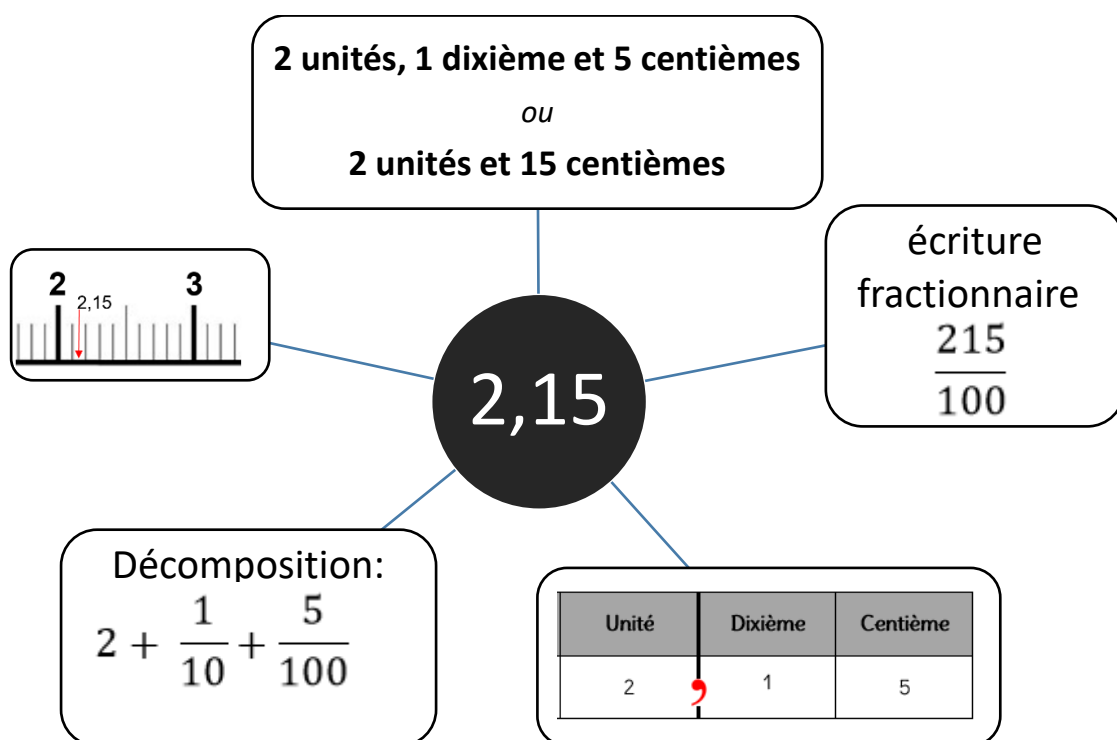 2 unités, 1 dixième et 5 centièmes
ou
2 unités et 15 centièmes
écriture
fractionnaire
215
100
2 3
2,15
2,15
Décomposition:
2 + 1/10 + 5/100
Unité Dixième Centième
2 , 1 5